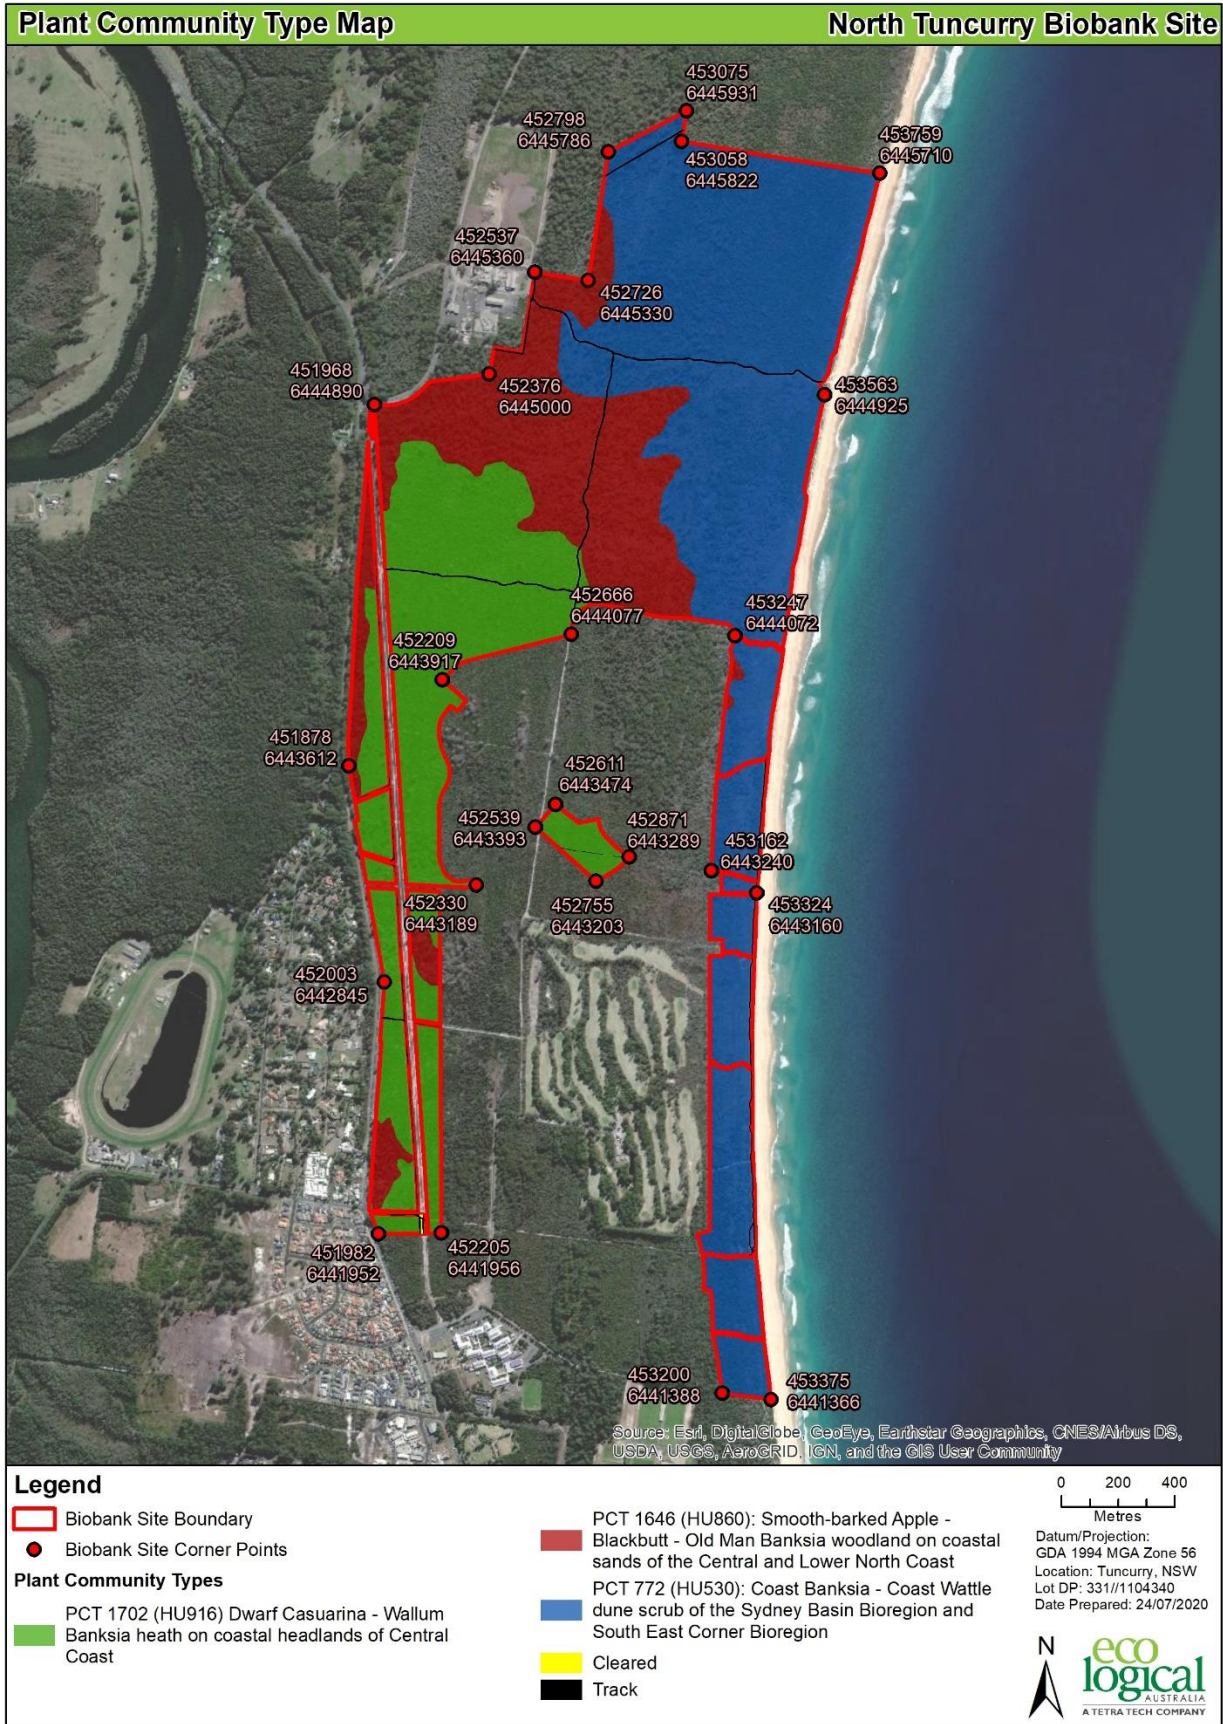 Plant Community Type Map
North Tuncurry Biobank Site
453075
6445931
452798
6445786
453759
6445710
453058
6445822
452537
6445360
452726
6445330
451968
6444890
452376
6445000
453563
6444925
452666
6444077
453247
6444072
452209
6443917
451878
6443612
452611
6443474
452539
6443393
452871
6443289
453162
6443240
452330
6443189
452755
6443203
453324
6443160
452003
6442845
451982
6441952
452205
6441956
453200
6441388
453375
6441366
Source: Esri, DigitalGlobe, GeoEye, Earthstar Geographics, CNES/Airbus DS,
USDA, USGS, AeroGRID, IGN, and the GIS User Community
Legend
Biobank Site Boundary
Biobank Site Corner Points
Plant Community Types
PCT 1702 (HU916) Dwarf Casuarina - Wallum
Banksia heath on coastal headlands of Central
Coast
PCT 1646 (HU860): Smooth-barked Apple -
Blackbutt - Old Man Banksia woodland on coastal
sands of the Central and Lower North Coast
PCT 772 (HU530): Coast Banksia - Coast Wattle
dune scrub of the Sydney Basin Bioregion and
South East Corner Bioregion
Cleared
Track
0 200 400
Metres
Datum/Projection:
GDA 1994 MGA Zone 56
Location: Tuncurry, NSW
Lot DP: 331//1104340
Date Prepared: 24/07/2020
N
eco
logical
AUSTRALIA
A TETRA TECH COMPANY